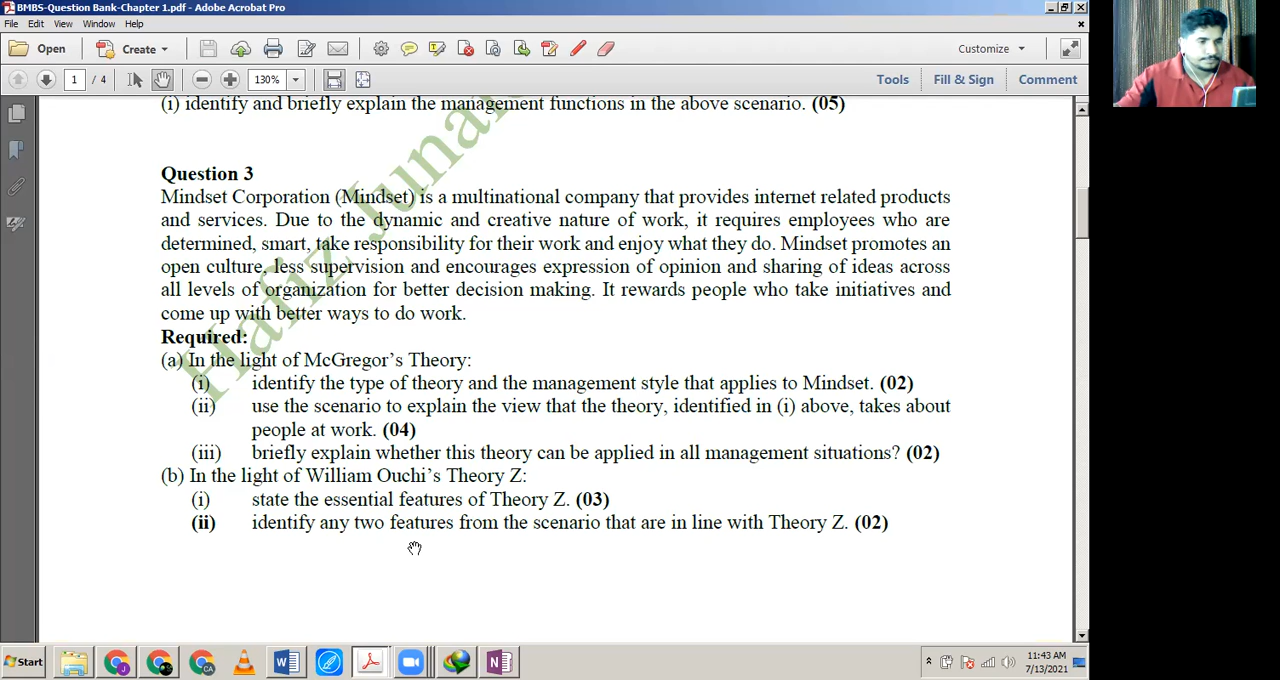 BMBS-Question Bank-Chapter 1.pdf - Adobe Acrobat Pro
File Edit View Window Help
Open Create Customize
1 / 4 130% Tools Fill & Sign Comment
(i) identify and briefly explain the management functions in the above scenario. (05)
Question 3
Mindset Corporation (Mindset) is a multinational company that provides internet related products
and services. Due to the dynamic and creative nature of work, it requires employees who are
determined, smart, take responsibility for their work and enjoy what they do. Mindset promotes an
open culture, less supervision and encourages expression of opinion and sharing of ideas across
all levels of organization for better decision making. It rewards people who take initiatives and
come up with better ways to do work.
Required:
(a) In the light of McGregor's Theory:
(i) identify the type of theory and the management style that applies to Mindset. (02)
(ii) use the scenario to explain the view that the theory, identified in (i) above, takes about
people at work. (04)
(iii) briefly explain whether this theory can be applied in all management situations? (02)
(b) In the light of William Ouchi's Theory Z:
(i) state the essential features of Theory Z. (03)
(ii) identify any two features from the scenario that are in line with Theory Z. (02)
Hafiz Junai
Start
11:43 AM
7/13/2021